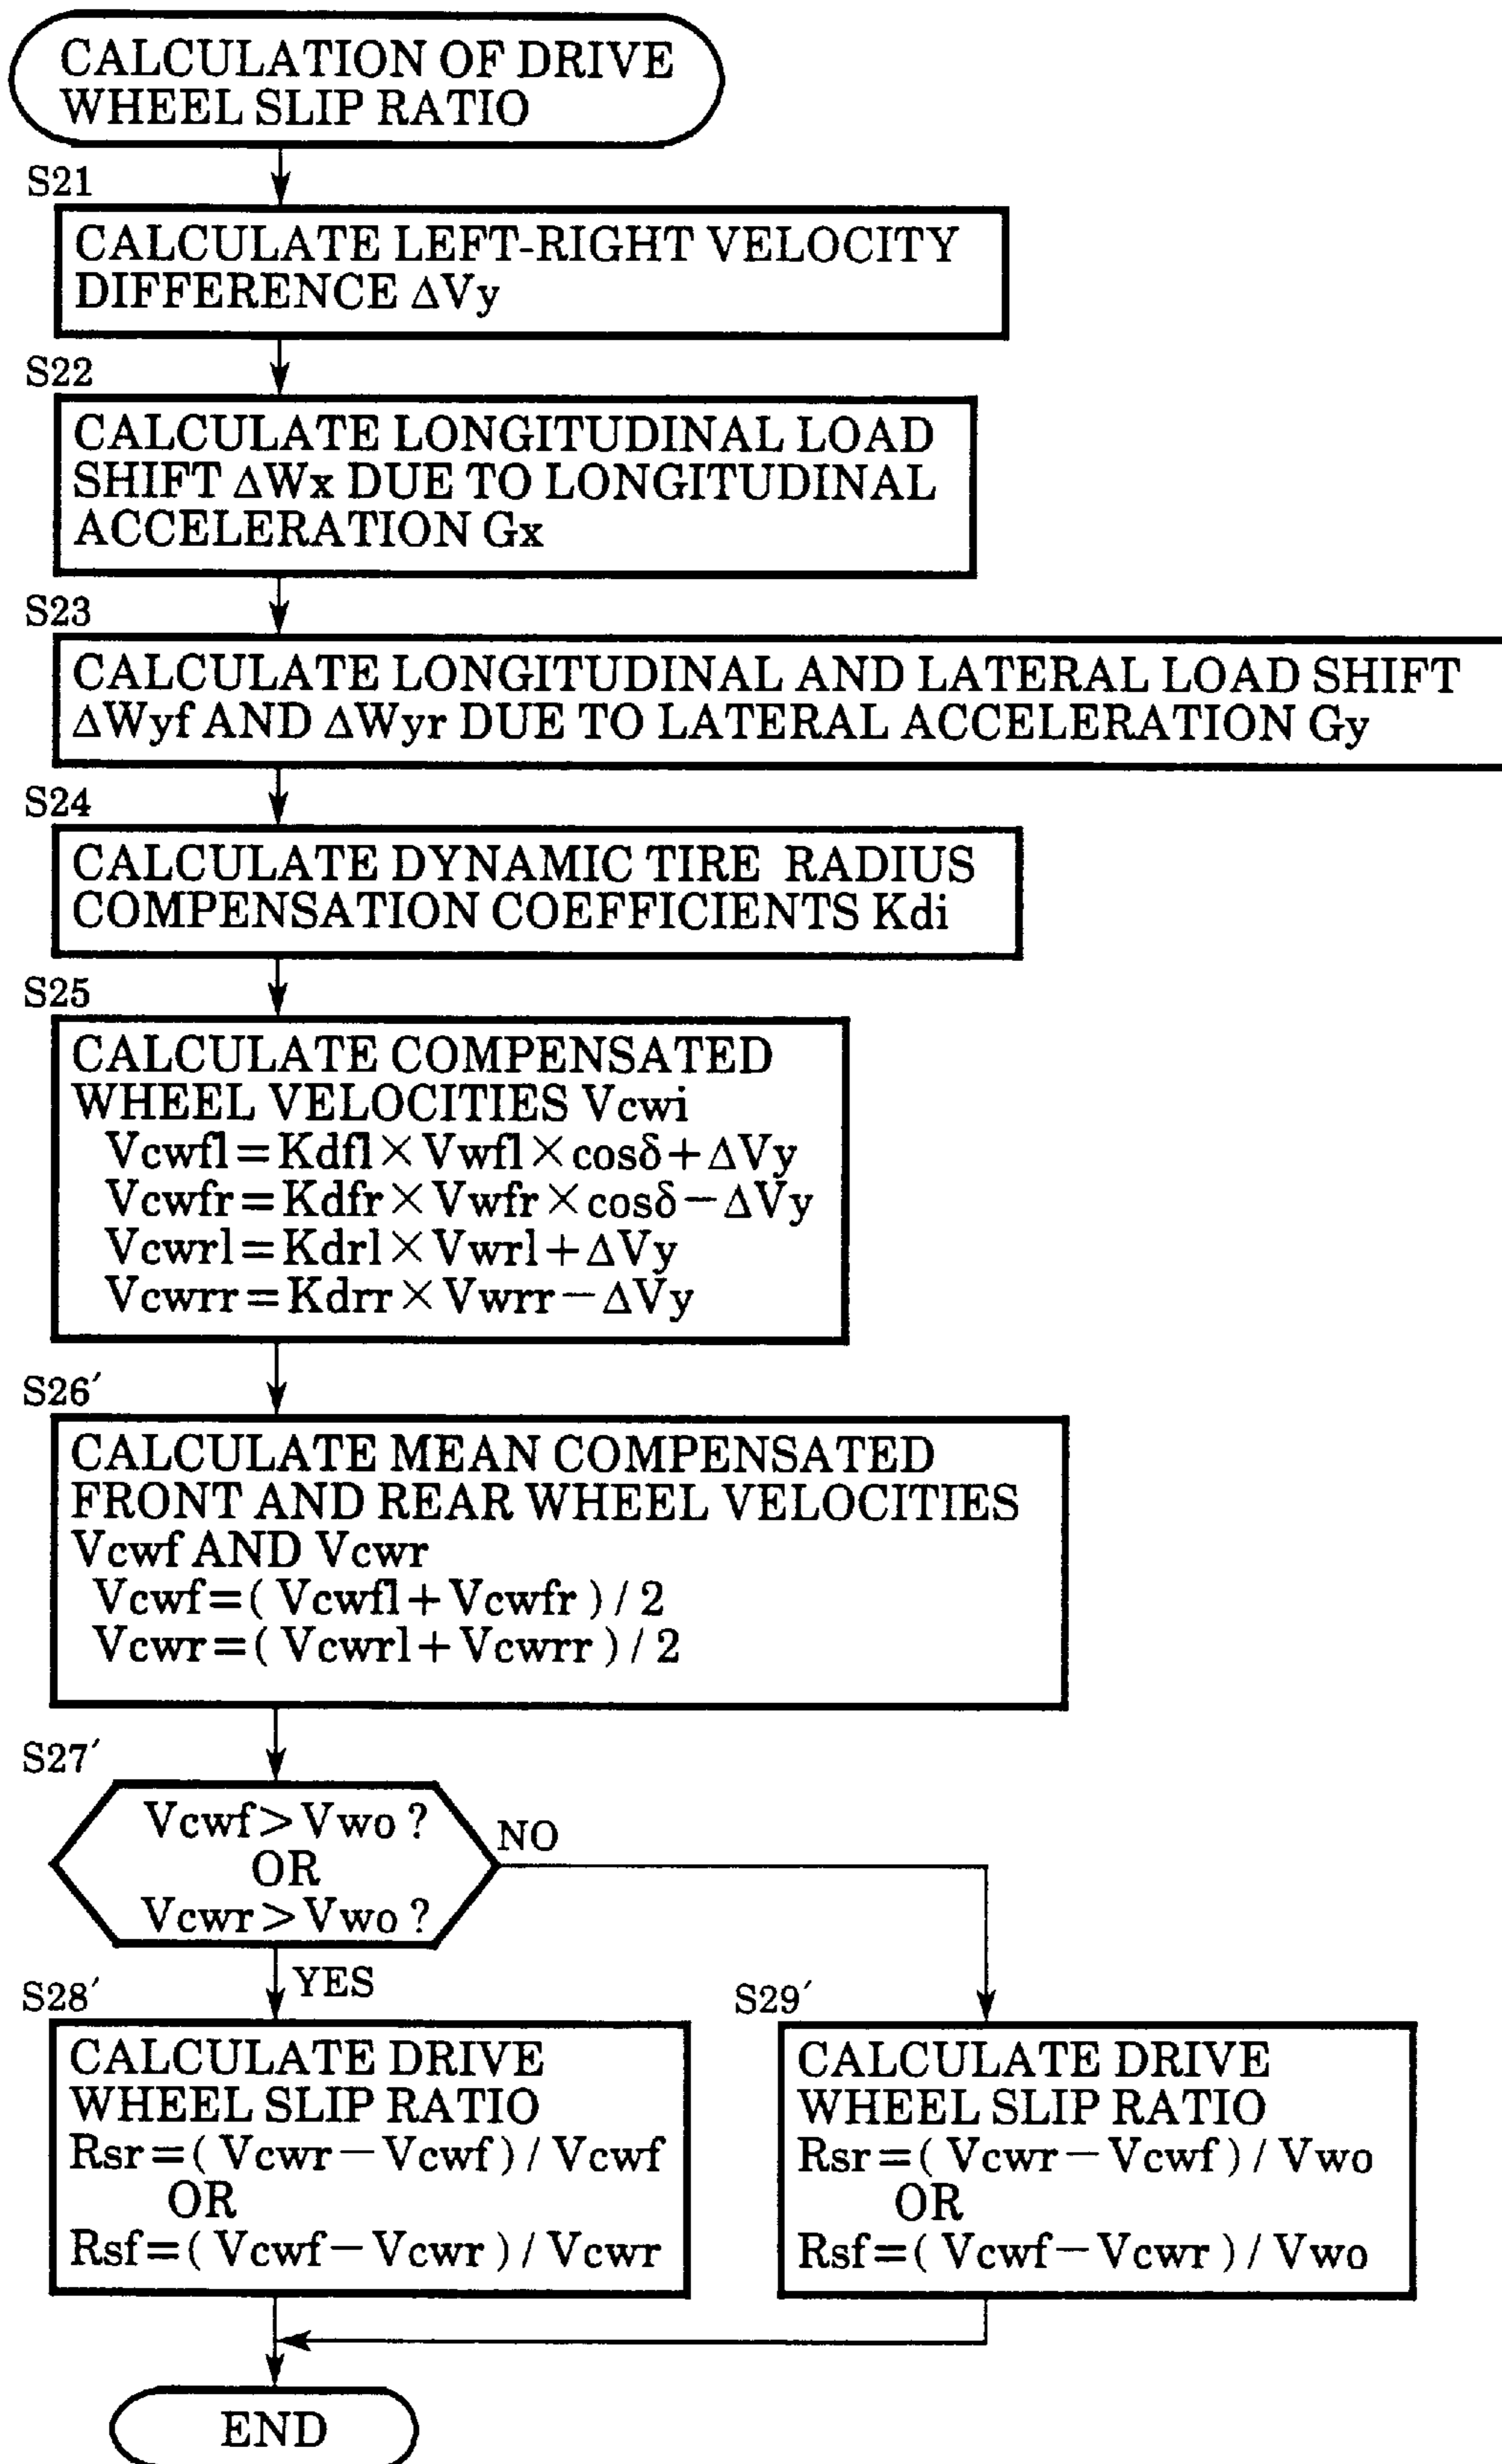 CALCULATION OF DRIVE
WHEEL SLIP RATIO
S21
CALCULATE LEFT-RIGHT VELOCITY
DIFFERENCE ΔVy
S22
CALCULATE LONGITUDINAL LOAD
SHIFT ΔWx DUE TO LONGITUDINAL
ACCELERATION Gx
S23
CALCULATE LONGITUDINAL AND LATERAL LOAD SHIFT
ΔWyf AND ΔWyr DUE TO LATERAL ACCELERATION Gy
S24
CALCULATE DYNAMIC TIRE RADIUS
COMPENSATION COEFFICIENTS Kdi
S25
CALCULATE COMPENSATED
WHEEL VELOCITIES Vcwi
Vcwfl=Kdfl×Vwfl×cosδ+ΔVy
Vcwfr=Kdfr×Vwfr×cosδ−ΔVy
Vcwrl=Kdrl×Vwrl+ΔVy
Vcwrr=Kdrr×Vwrr−ΔVy
S26′
CALCULATE MEAN COMPENSATED
FRONT AND REAR WHEEL VELOCITIES
Vcwf AND Vcwr
Vcwf=(Vcwfl+Vcwfr)/2
Vcwr=(Vcwrl+Vcwrr)/2
S27′
Vcwf>Vwo?
OR
Vcwr>Vwo?
NO
YES
S28′
CALCULATE DRIVE
WHEEL SLIP RATIO
Rsr=(Vcwr−Vcwf)/Vcwf
OR
Rsf=(Vcwf−Vcwr)/Vcwr
S29′
CALCULATE DRIVE
WHEEL SLIP RATIO
Rsr=(Vcwr−Vcwf)/Vwo
OR
Rsf=(Vcwf−Vcwr)/Vwo
END